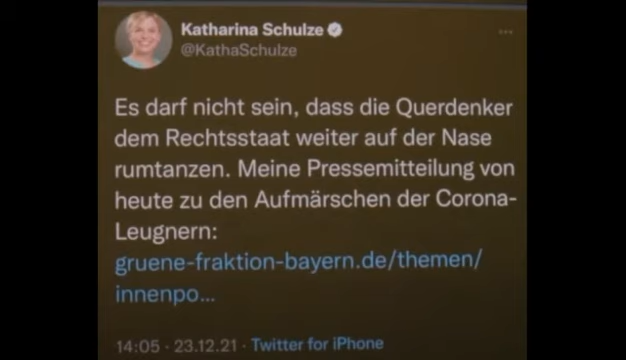 Katharina Schulze
@KathaSchulze
Es darf nicht sein, dass die Querdenker
dem Rechtsstaat weiter auf der Nase
rumtanzen. Meine Pressemitteilung von
heute zu den Aufmärschen der Corona-
Leugnern:
gruene-fraktion-bayern.de/themen/
innenpo...
14:05 · 23.12.21 · Twitter for iPhone